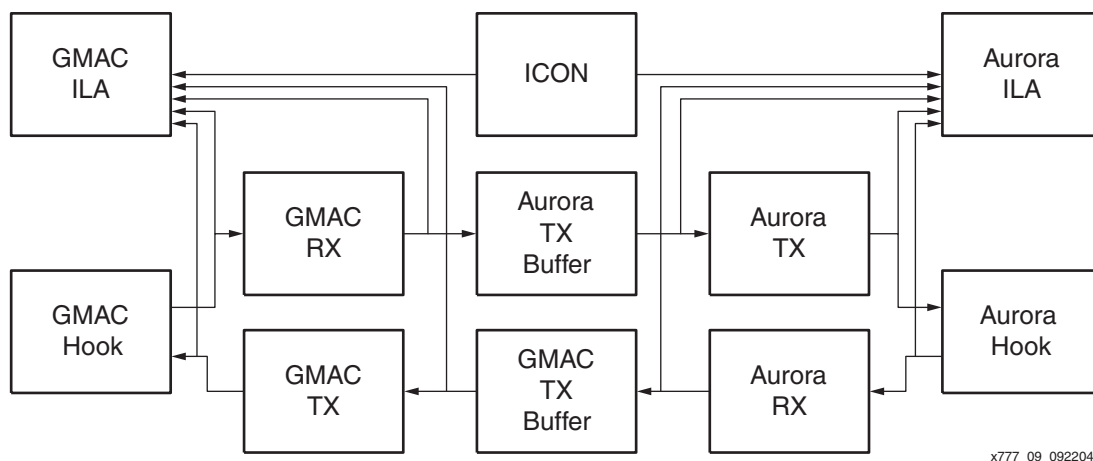 GMAC
ILA
ICON
Aurora
ILA
GMAC
RX
Aurora
TX
Buffer
Aurora
TX
GMAC
Hook
Aurora
Hook
GMAC
TX
GMAC
TX
Buffer
Aurora
RX
x777_09_092204